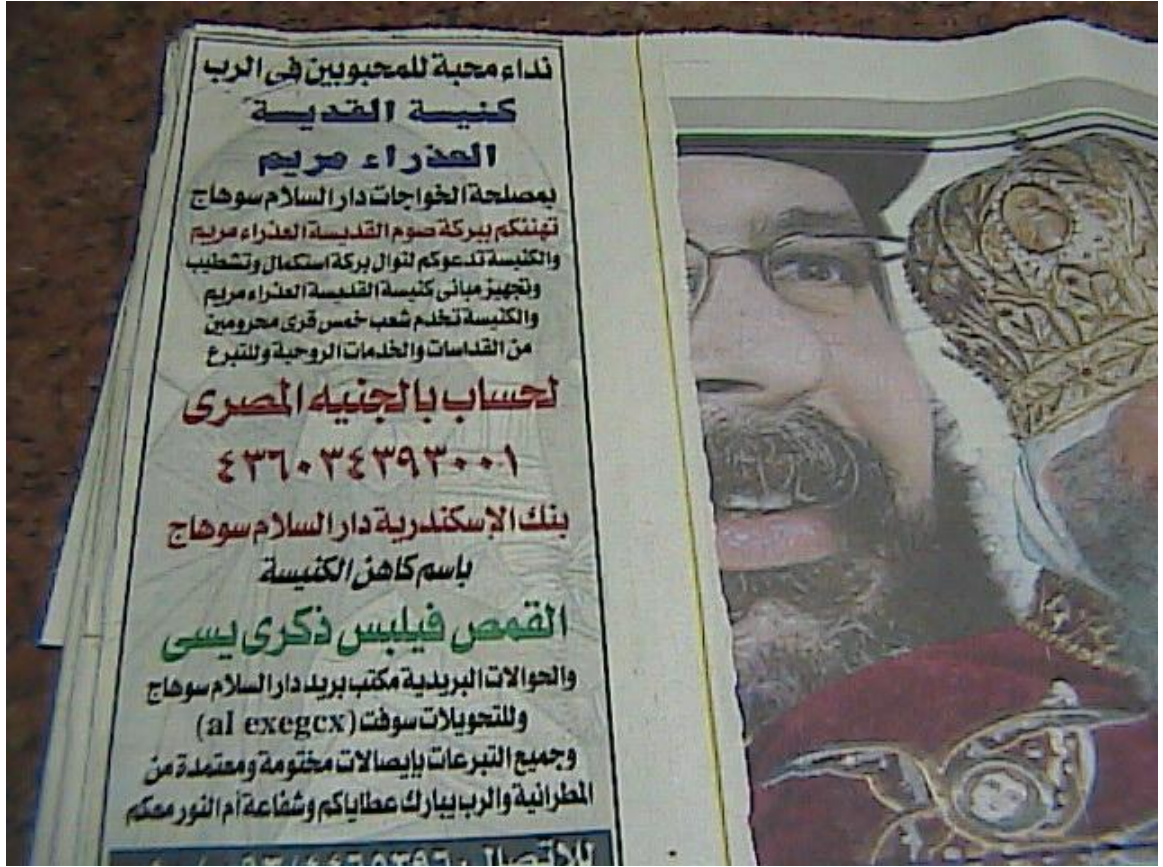 نداء محبة للمحبوبين فى الرب
كنيسة القديسة
العذراء مريم
بمصلحة الخواجات دار السلام سوهاج
تهنئكم ببركة صوم القديسة العذراء مريم
والكنيسة تدعوكم لنوال بركة استكمال وتشطيب
وتجهيز مبانى كنيسة القديسة العذراء مريم
والكنيسة تخدم شعب خمس قرى محرومين
من القداسات والخدمات الروحية وللتبرع
لحساب بالجنيه المصرى
٤٣٦٠٣٤٣٩٣٠٠١
بنك الإسكندرية دار السلام سوهاج
باسم كاهن الكنيسة
القمص فيلبس ذكرى يسى
والحوالات البريدية مكتب بريد دار السلام سوهاج
وللتحويلات سوفت (al exegcx)
وجميع التبرعات بإيصالات مختومة ومعتمدة من
المطرانية والرب يبارك عطاياكم وشفاعة أم النور معكم
للاتصال